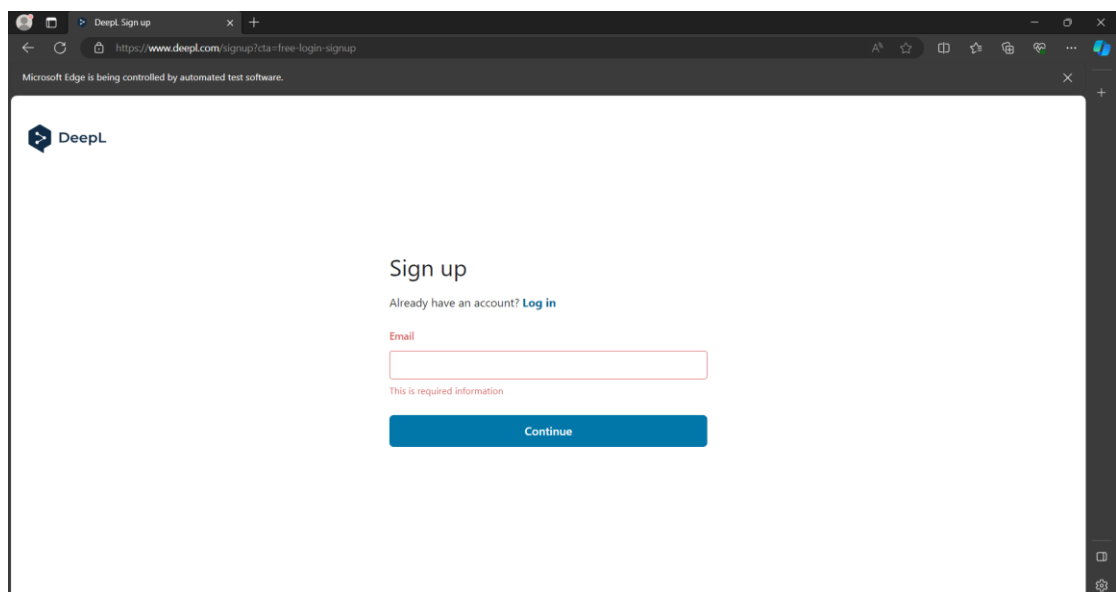 DeepL Sign up
https://www.deepl.com/signup?cta=free-login-signup
Microsoft Edge is being controlled by automated test software.
DeepL
Sign up
Already have an account? Log in
Email
This is required information
Continue